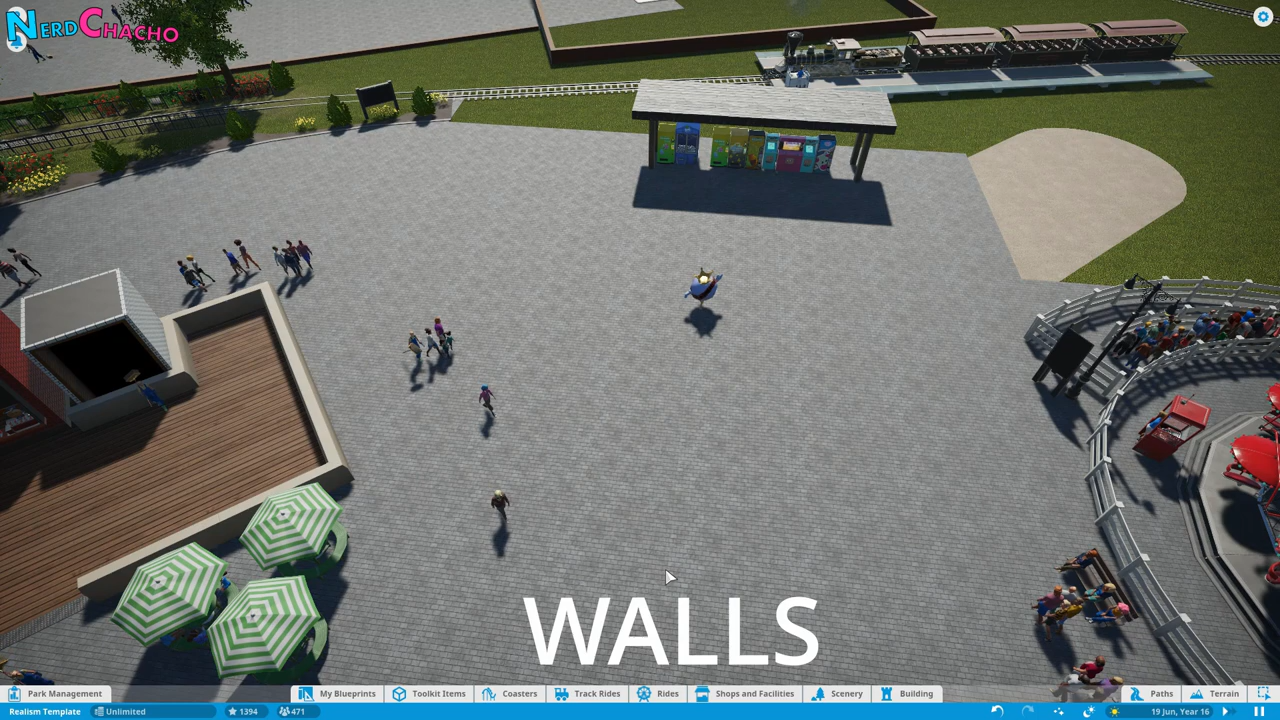 NERDCHACHO
WALLS
Park Management
My Blueprints
Toolkit Items
Coasters
Track Rides
Rides
Shops and Facilities
Scenery
Building
Paths
Terrain
Realism Template
Unlimited
1394
471
19 Jun, Year 16